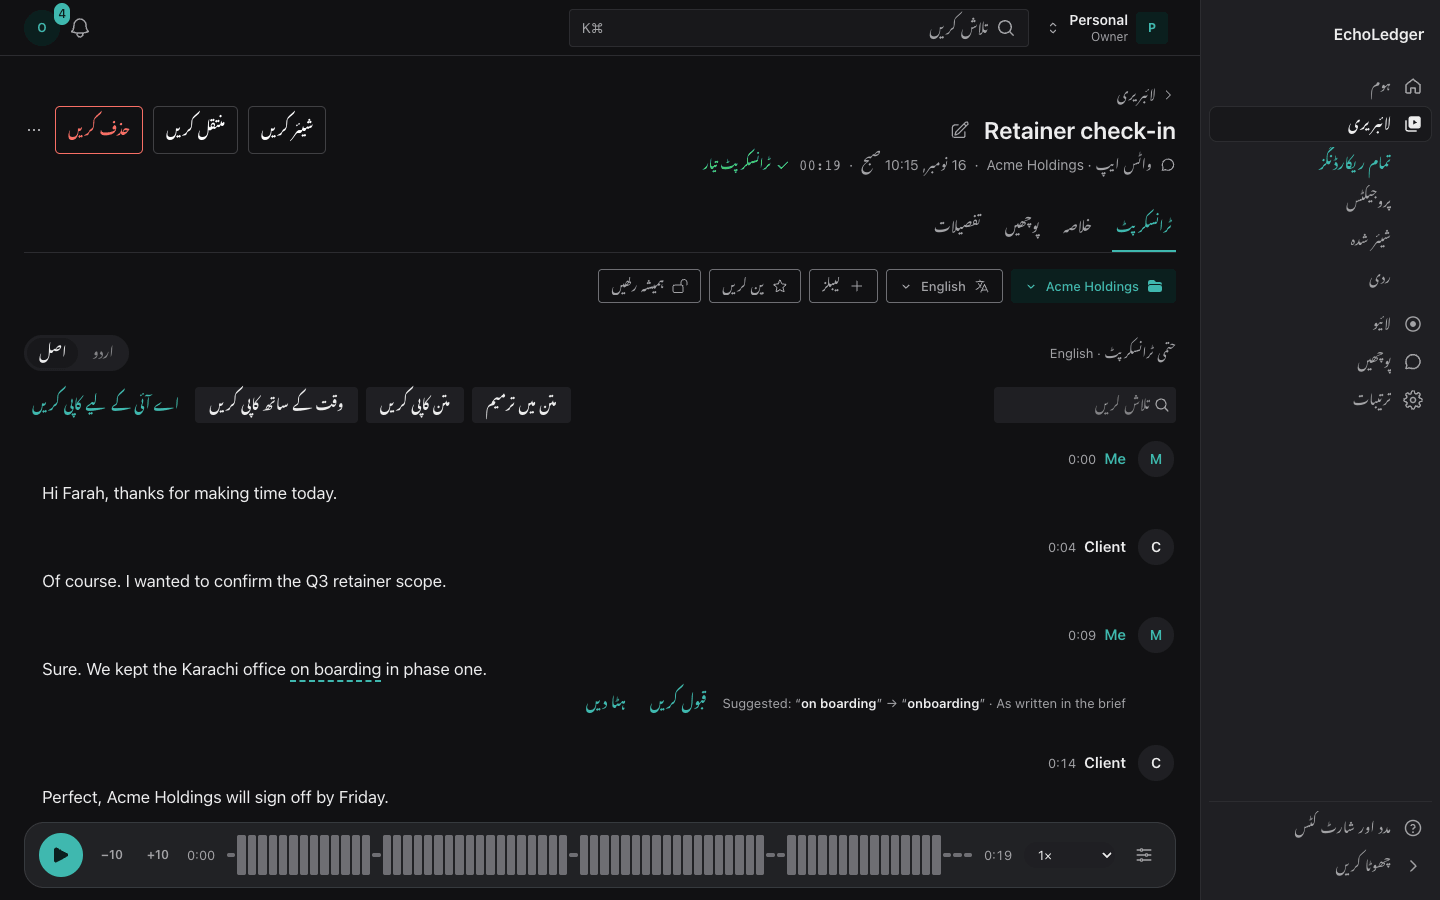 EchoLedger
ہوم
لائبریری
تمام ریکارڈنگز
پروجیکٹس
شیئر شدہ
ردی
لائیو
پوچھیں
ترتیبات
مدد اور شارٹ کٹس
چھوٹا کریں
P Personal
Owner
تلاش کریں ⌘K
4
O
لائبریری
Retainer check-in
واٹس ایپ · Acme Holdings · 16 نومبر, 10:15 صبح · 00:19 ٹرانسکرپٹ تیار
شیئر کریں منتقل کریں حذف کریں ...
ٹرانسکرپٹ خلاصہ پوچھیں تفصیلات
Acme Holdings English لیبلز پن کریں ہمیشہ رکھیں
حتمی ٹرانسکرپٹ · English
اردو اصل
تلاش کریں
متن میں ترمیم متن کاپی کریں وقت کے ساتھ کاپی کریں اے آئی کے لیے کاپی کریں
M Me 0:00
Hi Farah, thanks for making time today.
C Client 0:04
Of course. I wanted to confirm the Q3 retainer scope.
M Me 0:09
Sure. We kept the Karachi office on boarding in phase one.
Suggested: “on boarding” → “onboarding” · As written in the brief قبول کریں ہٹا دیں
C Client 0:14
Perfect, Acme Holdings will sign off by Friday.
−10 +10 0:00 0:19 1×